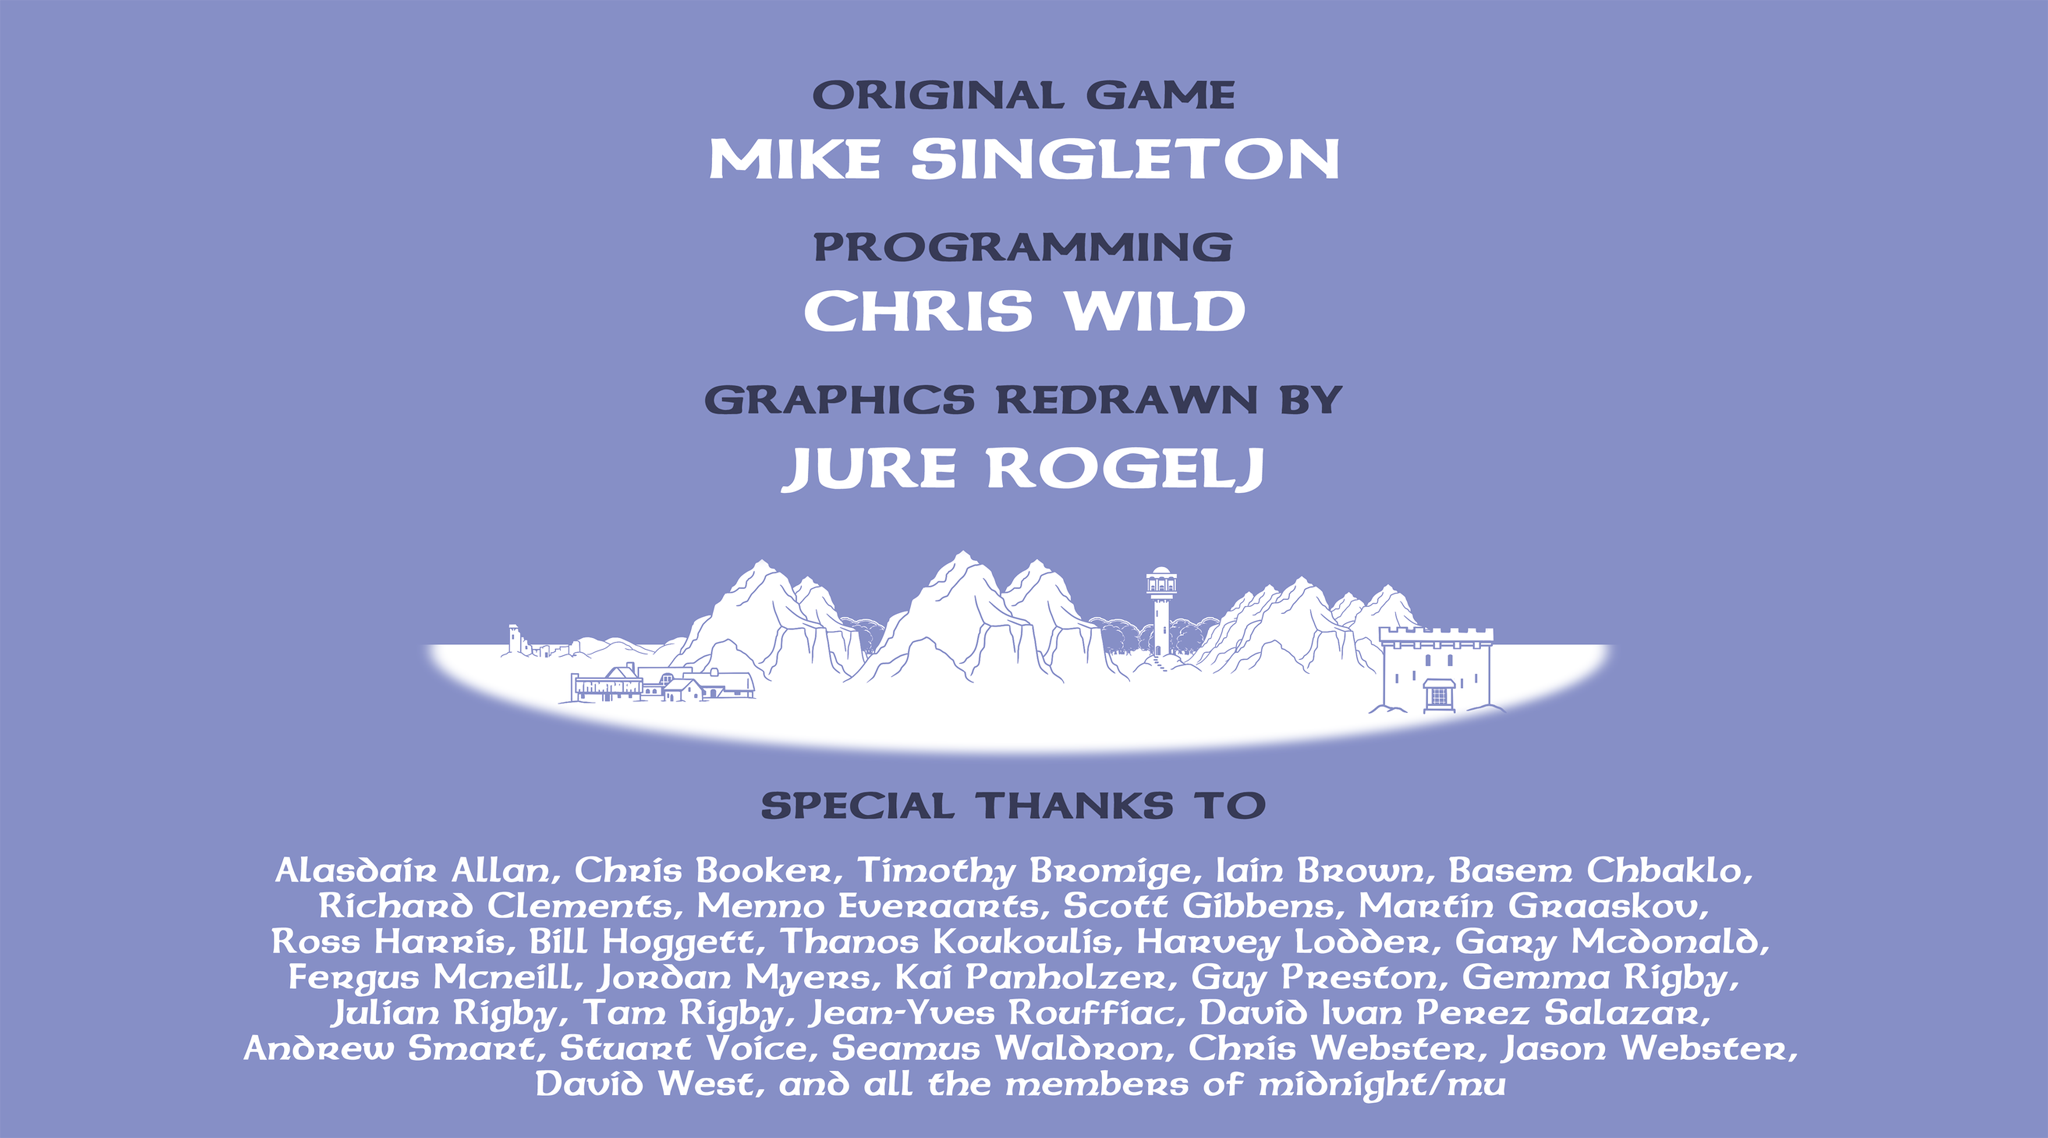 ORIGINAL GAME
MIKE SINGLETON
PROGRAMMING
CHRIS WILD
GRAPHICS REDRAWN BY
JURE ROGELJ
SPECIAL THANKS TO
Alasdair Allan, Chris Booker, Timothy Bromige, Iain Brown, Basem Chbaklo,
Richard Clements, Menno Everaarts, Scott Gibbens, Martin Graaskov,
Ross Harris, Bill Hoggett, Thanos Koukoulis, Harvey Lodder, Gary Mcdonald,
Fergus Mcneill, Jordan Myers, Kai Panholzer, Guy Preston, Gemma Rigby,
Julian Rigby, Tam Rigby, Jean-Yves Rouffiac, David Ivan Perez Salazar,
Andrew Smart, Stuart Voice, Seamus Waldron, Chris Webster, Jason Webster,
David West, and all the members of midnight/mu